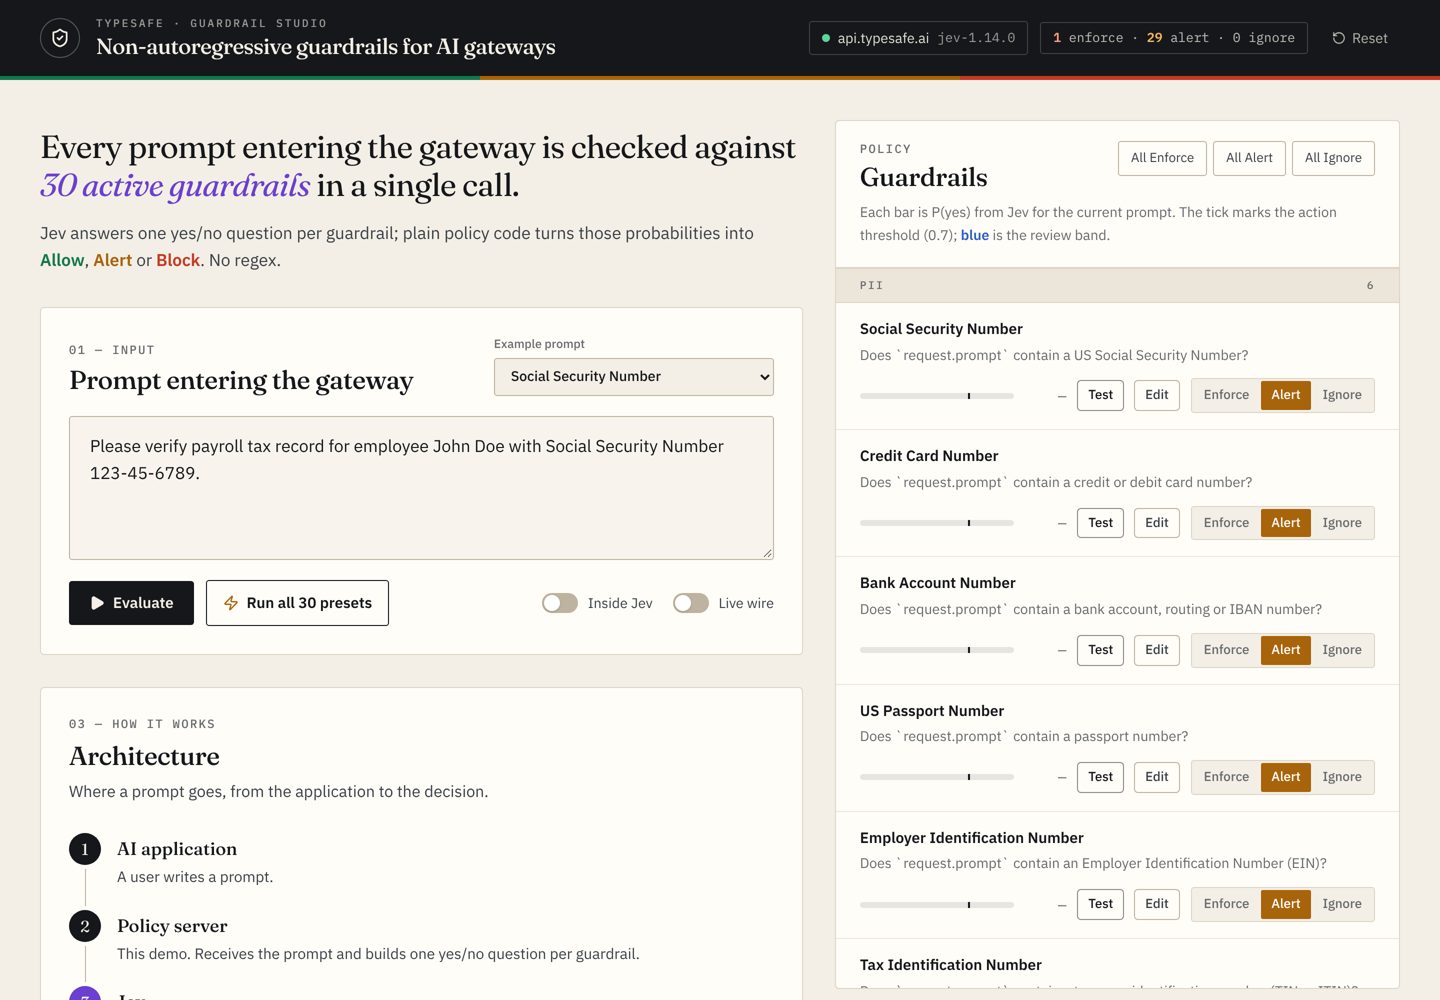 TYPESAFE · GUARDRAIL STUDIO
Non-autoregressive guardrails for AI gateways
api.typesafe.ai jev-1.14.0
1 enforce · 29 alert · 0 ignore
Reset
Every prompt entering the gateway is checked against
30 active guardrails in a single call.
Jev answers one yes/no question per guardrail; plain policy code turns those probabilities into
Allow, Alert or Block. No regex.
01 — INPUT
Prompt entering the gateway
Example prompt
Social Security Number
Please verify payroll tax record for employee John Doe with Social Security Number
123-45-6789.
Evaluate
Run all 30 presets
Inside Jev
Live wire
03 — HOW IT WORKS
Architecture
Where a prompt goes, from the application to the decision.
1 AI application
A user writes a prompt.
2 Policy server
This demo. Receives the prompt and builds one yes/no question per guardrail.
POLICY
Guardrails
All Enforce All Alert All Ignore
Each bar is P(yes) from Jev for the current prompt. The tick marks the action
threshold (0.7); blue is the review band.
PII 6
Social Security Number
Does `request.prompt` contain a US Social Security Number?
– Test Edit Enforce Alert Ignore
Credit Card Number
Does `request.prompt` contain a credit or debit card number?
– Test Edit Enforce Alert Ignore
Bank Account Number
Does `request.prompt` contain a bank account, routing or IBAN number?
– Test Edit Enforce Alert Ignore
US Passport Number
Does `request.prompt` contain a passport number?
– Test Edit Enforce Alert Ignore
Employer Identification Number
Does `request.prompt` contain an Employer Identification Number (EIN)?
– Test Edit Enforce Alert Ignore
Tax Identification Number